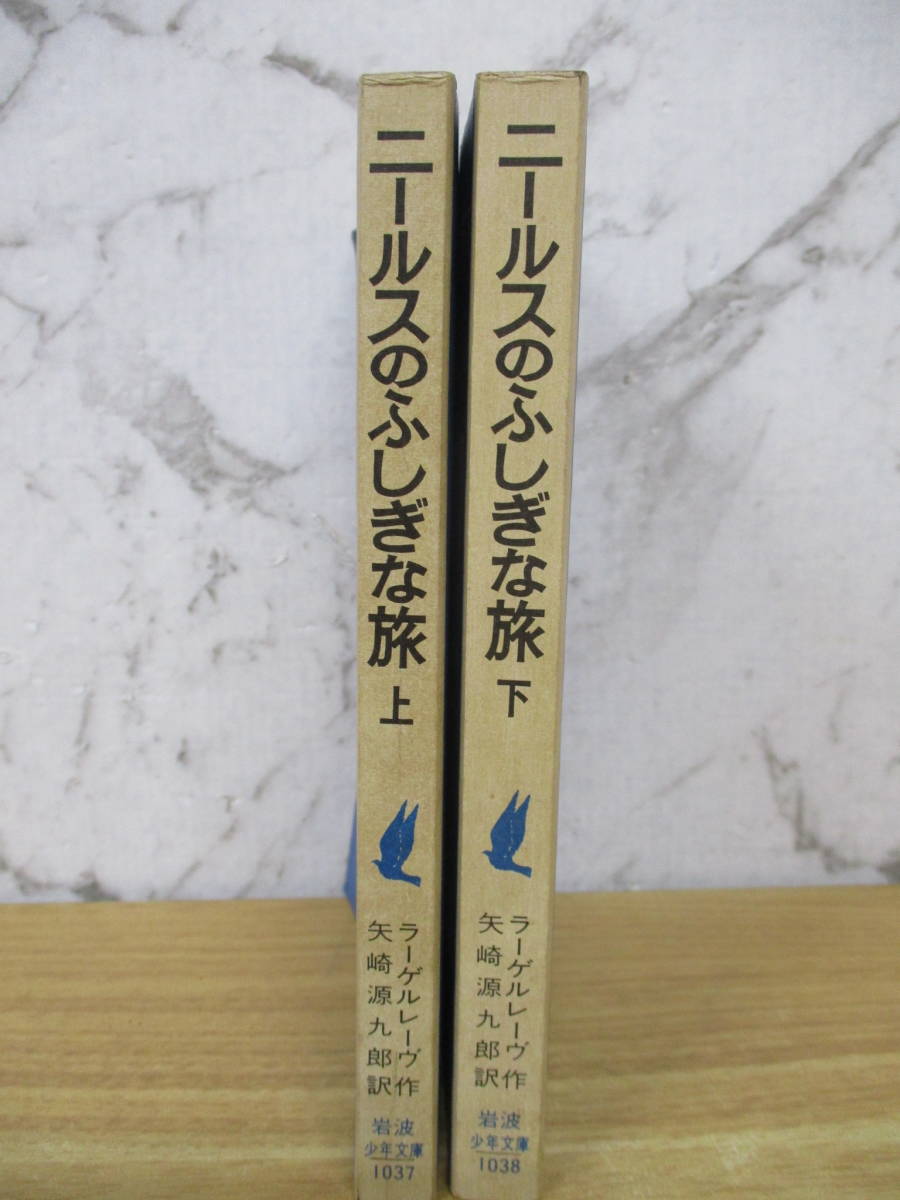 ニールスのふしぎな旅 上
ラーゲルレーヴ作
矢崎源九郎訳
岩波
少年文庫
1037
ニールスのふしぎな旅 下
ラーゲルレーヴ作
矢崎源九郎訳
岩波
少年文庫
1038